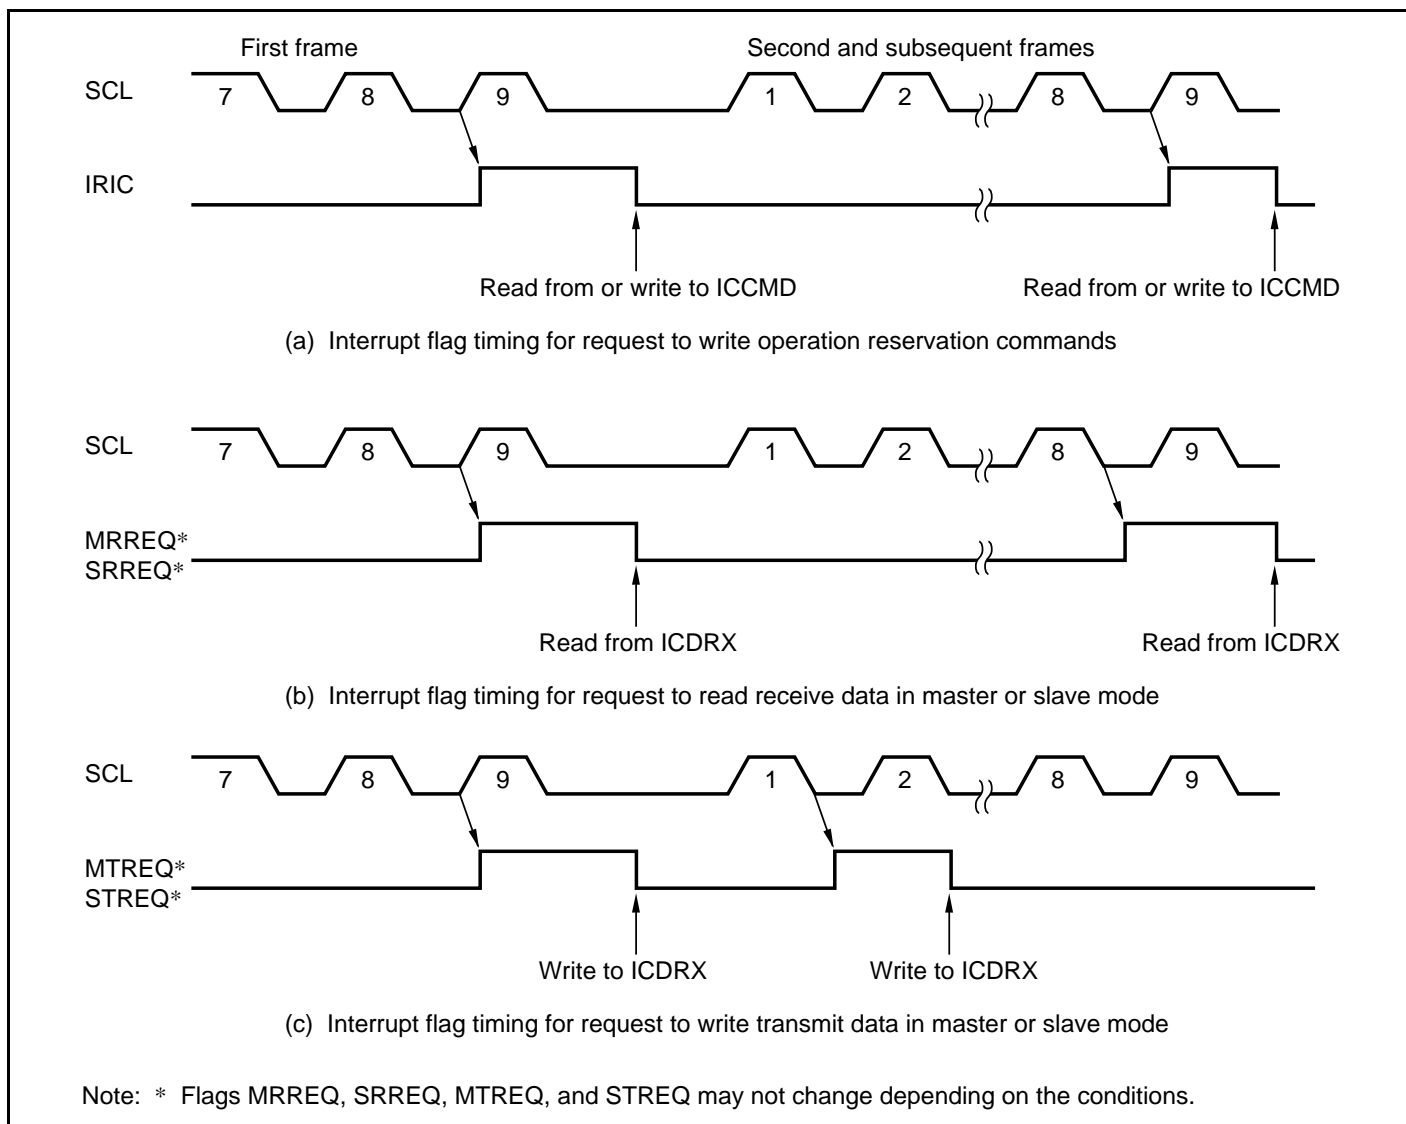 First frame Second and subsequent frames
SCL 7 8 9 1 2 8 9
IRIC
Read from or write to ICCMD Read from or write to ICCMD
(a) Interrupt flag timing for request to write operation reservation commands
SCL 7 8 9 1 2 8 9
MRREQ*
SRREQ*
Read from ICDRX Read from ICDRX
(b) Interrupt flag timing for request to read receive data in master or slave mode
SCL 7 8 9 1 2 8 9
MTREQ*
STREQ*
Write to ICDRX Write to ICDRX
(c) Interrupt flag timing for request to write transmit data in master or slave mode
Note: * Flags MRREQ, SRREQ, MTREQ, and STREQ may not change depending on the conditions.